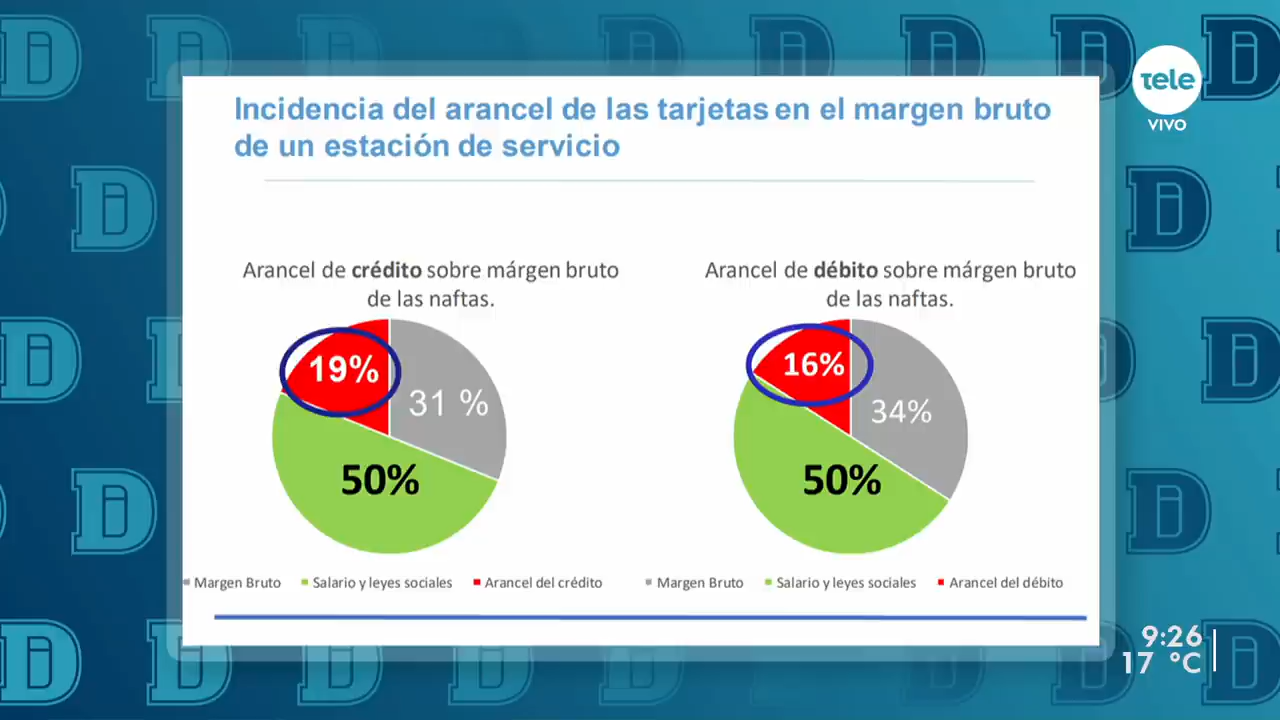 Incidencia del arancel de las tarjetas en el margen bruto
de un estación de servicio
tele
VIVO
Arancel de crédito sobre márgen bruto
de las naftas.
19%
31 %
50%
Margen Bruto Salario y leyes sociales Arancel del crédito
Arancel de débito sobre márgen bruto
de las naftas.
16%
34%
50%
Margen Bruto Salario y leyes sociales Arancel del débito
9:26
17 °C